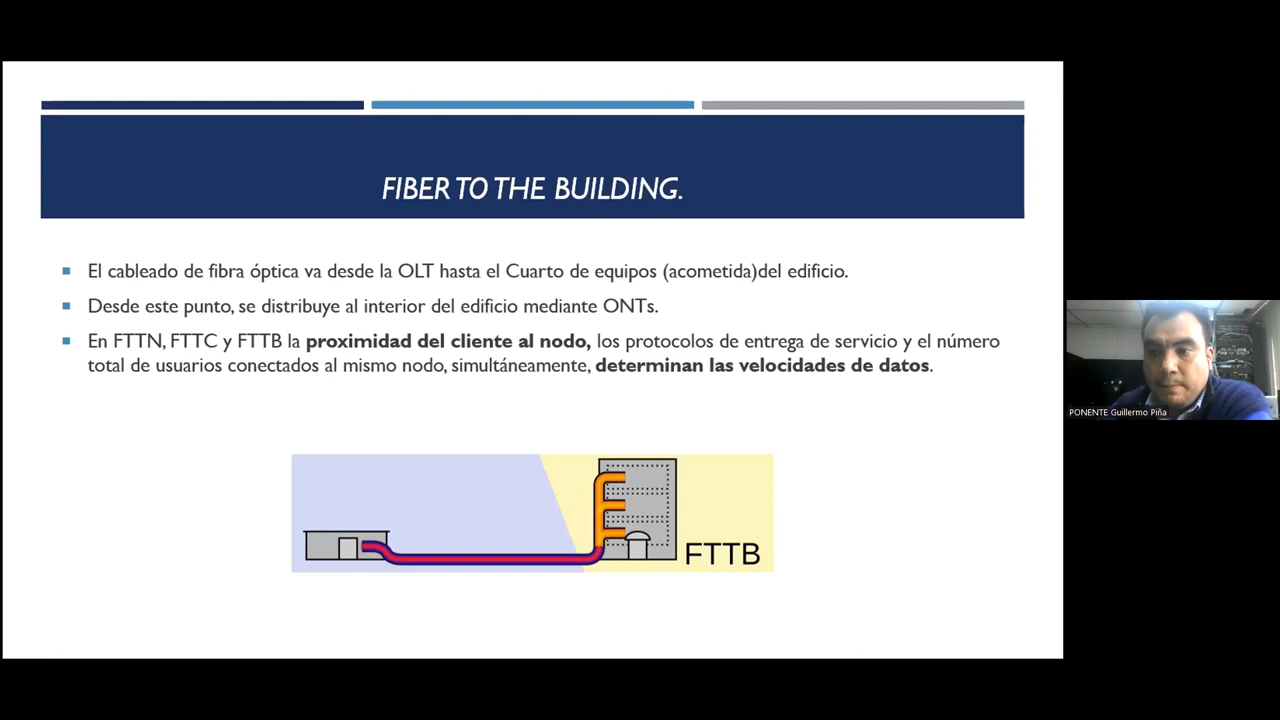 FIBER TO THE BUILDING.
El cableado de fibra óptica va desde la OLT hasta el Cuarto de equipos (acometida)del edificio.
Desde este punto, se distribuye al interior del edificio mediante ONTs.
En FTTN, FTTC y FTTB la proximidad del cliente al nodo, los protocolos de entrega de servicio y el número
total de usuarios conectados al mismo nodo, simultáneamente, determinan las velocidades de datos.
FTTB
PONENTE Guillermo Piña